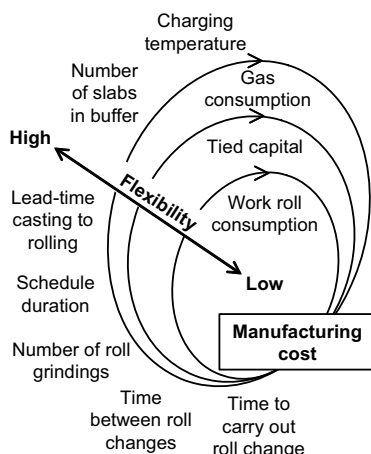 Charging
temperature
Number
of slabs
in buffer
Gas
consumption
High
Tied capital
Flexibility
Lead-time
casting to
rolling
Work roll
consumption
Low
Schedule
duration
Manufacturing
cost
Number of roll
grindings
Time
between roll
changes
Time to
carry out
roll change